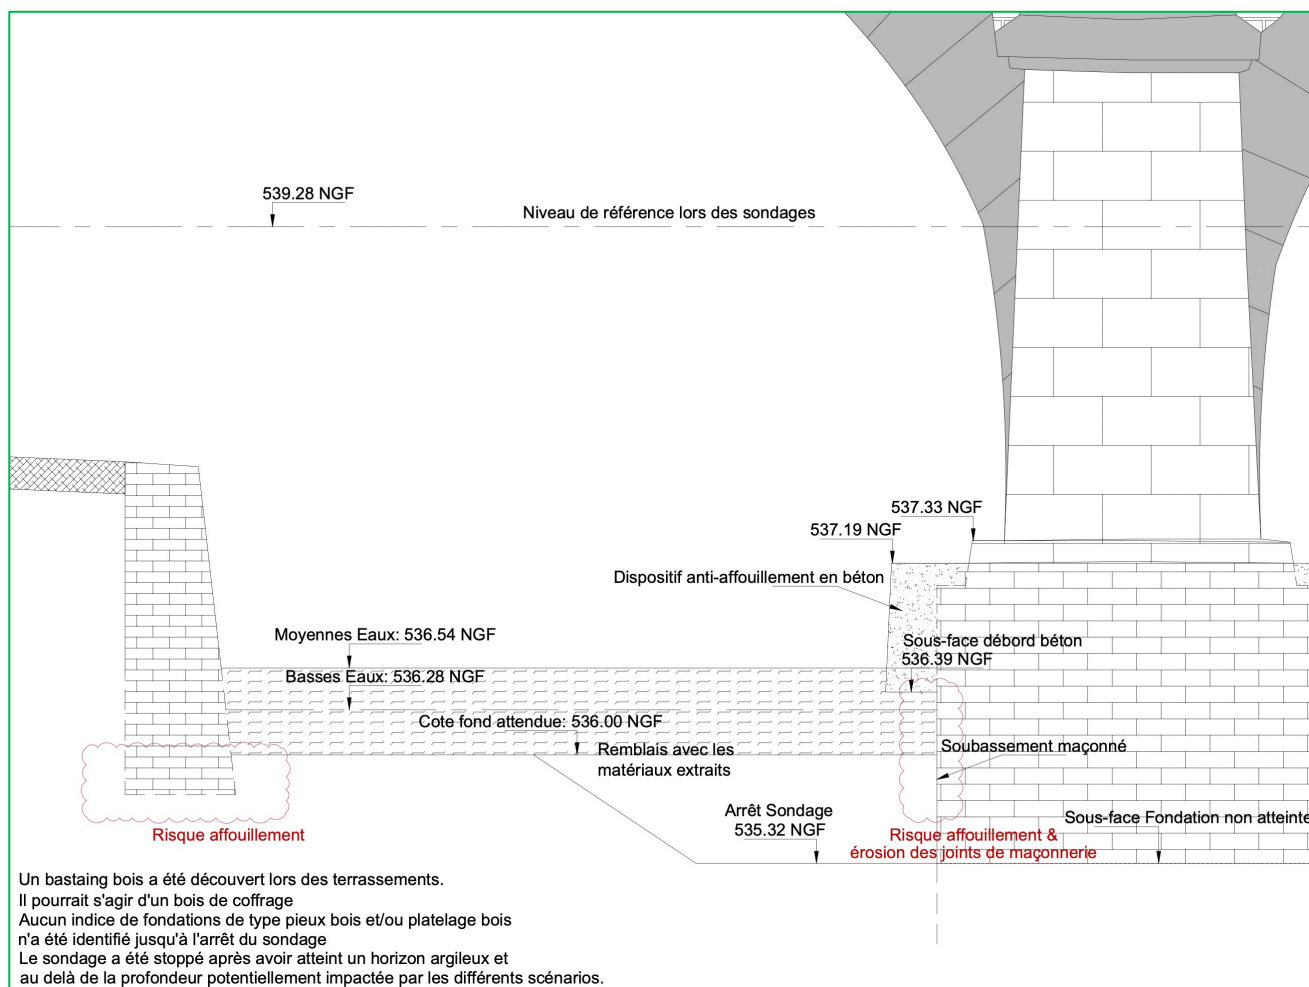 539.28 NGF
Niveau de référence lors des sondages
537.33 NGF
537.19 NGF
Dispositif anti-affouillement en béton
Moyennes Eaux: 536.54 NGF
Sous-face débord béton
536.39 NGF
Basses Eaux: 536.28 NGF
Cote fond attendue: 536.00 NGF
Remblais avec les
matériaux extraits
Soubassement maçonné
Arrêt Sondage
535.32 NGF
Sous-face Fondation non atteinte
Risque affouillement
Risque affouillement &
érosion des joints de maçonnerie
Un bastaing bois a été découvert lors des terrassements.
Il pourrait s'agir d'un bois de coffrage
Aucun indice de fondations de type pieux bois et/ou platelage bois
n'a été identifié jusqu'à l'arrêt du sondage
Le sondage a été stoppé après avoir atteint un horizon argileux et
au delà de la profondeur potentiellement impactée par les différents scénarios.